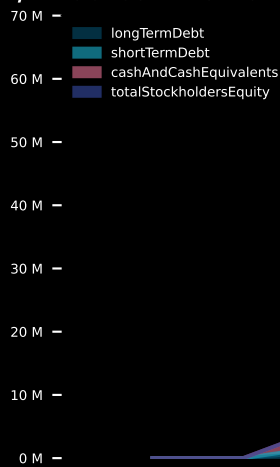 70 M
longTermDebt
shortTermDebt
60 M
cashAndCashEquivalents
totalStockholdersEquity
50 M
40 M
30 M
20 M
10 M
0 M